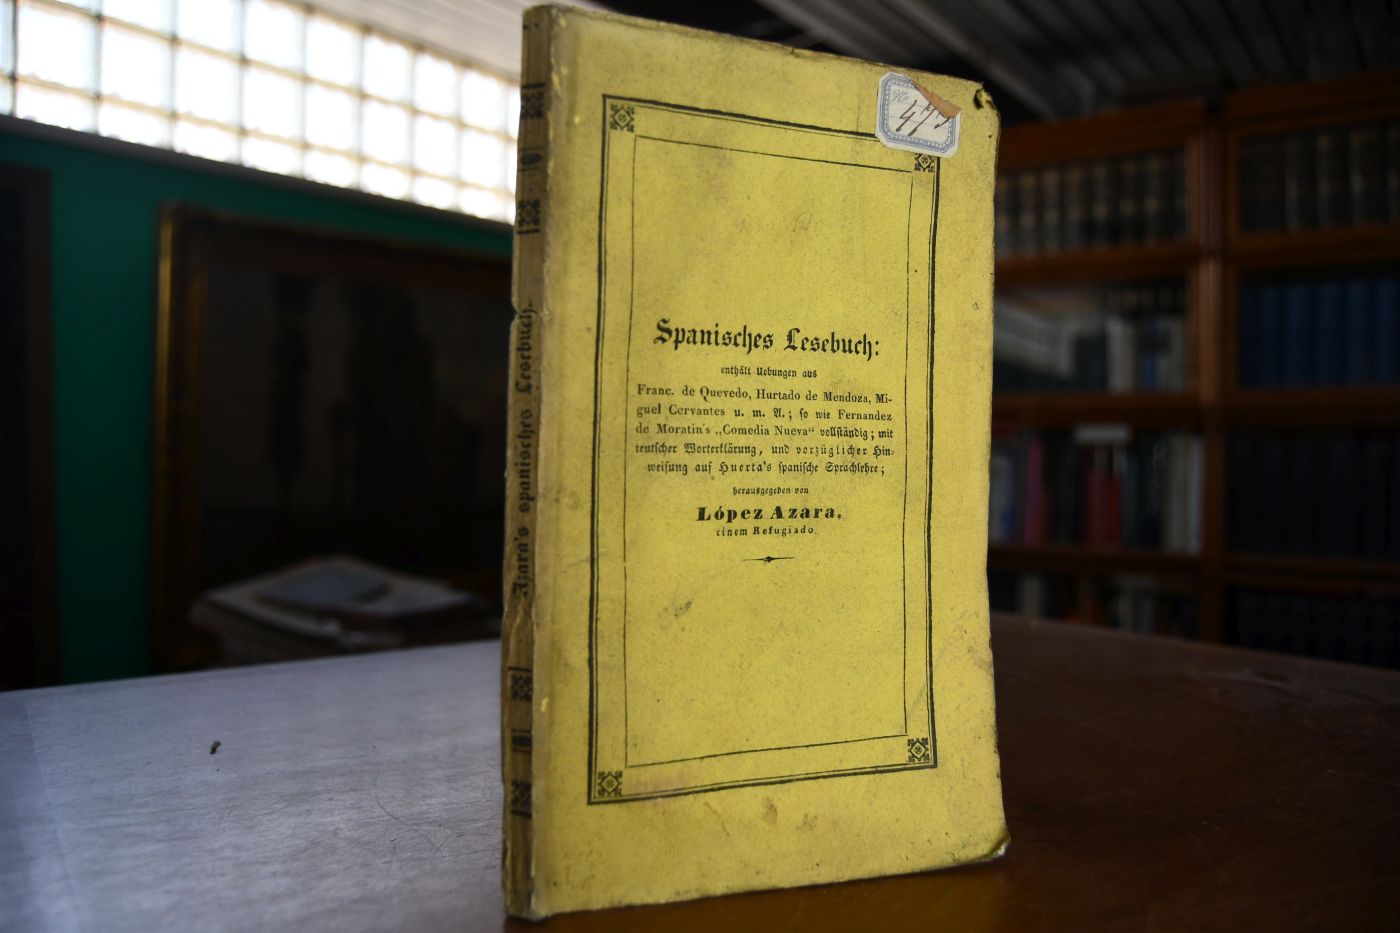 Spanisches Lesebuch:
enthält Uebungen aus
Franc. de Quevedo, Hurtado de Mendoza, Mi-
guel Cervantes u. m. A.; so wie Fernandez
de Moratin's „Comedia Nueva“ vollständig; mit
teutscher Worterklärung, und vorzüglicher Hin-
weisung auf Huerta's spanische Sprachlehre;
herausgegeben von
López Azara,
einem Refugiado.
Azara's spanisches Lesebuch.